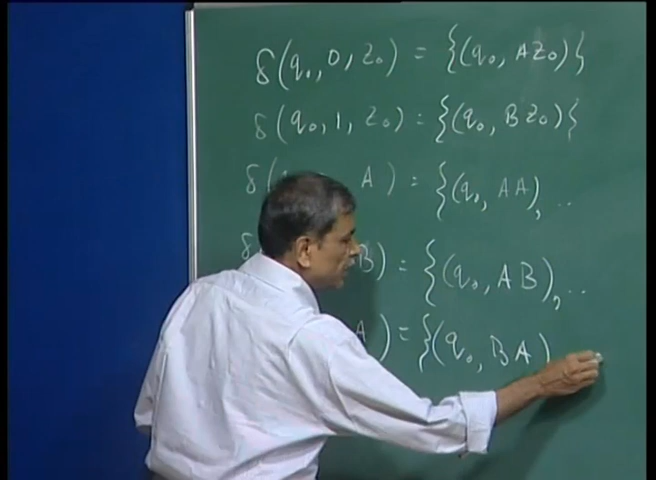 δ(q₀, 0, Z₀) = {(q₀, AZ₀)}
δ(q₀, 1, Z₀) = {(q₀, BZ₀)}
δ( A) = {(q₀, AA), ..
δ B) = {(q₀, AB), ...
A) = {(q₀, BA)